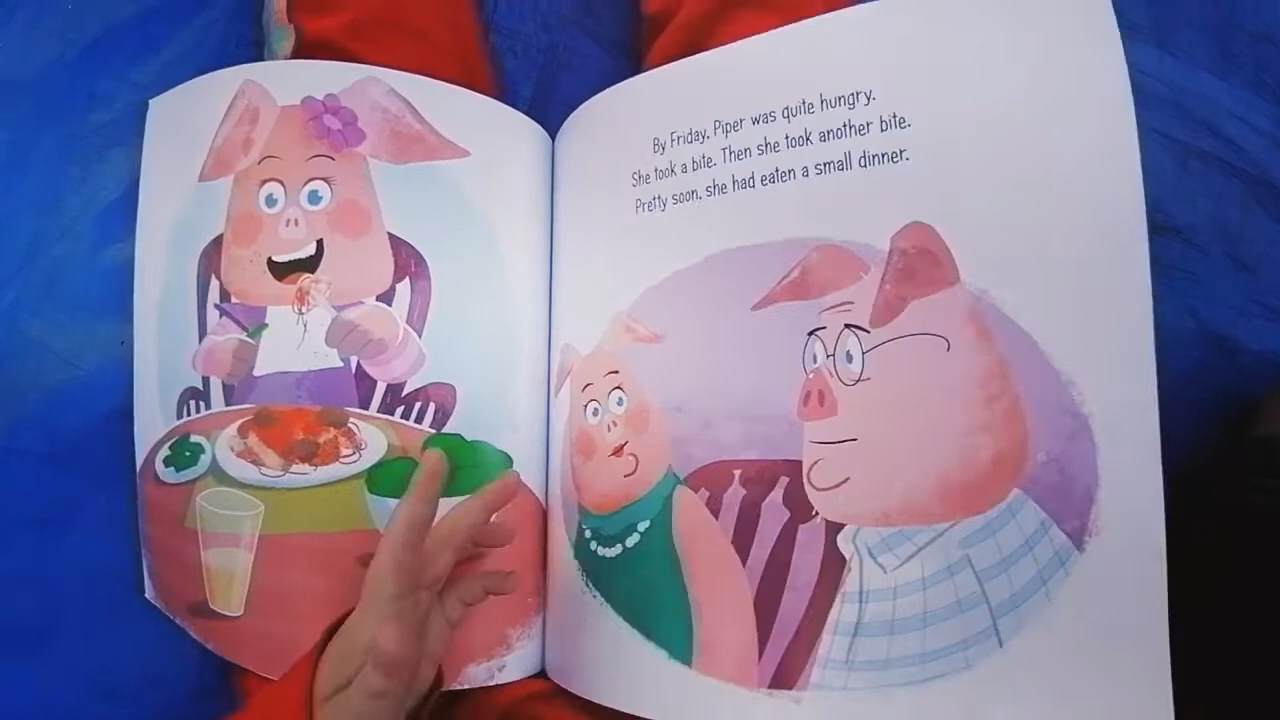 By Friday, Piper was quite hungry.
She took a bite. Then she took another bite.
Pretty soon, she had eaten a small dinner.